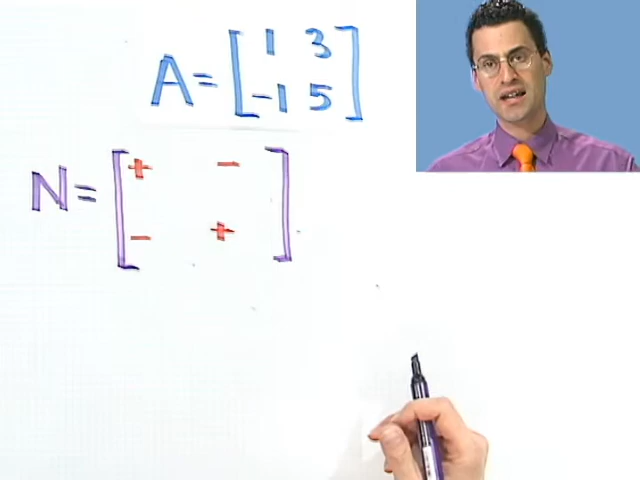 A = [ 1 3
-1 5 ]
N = [ + -
- + ]